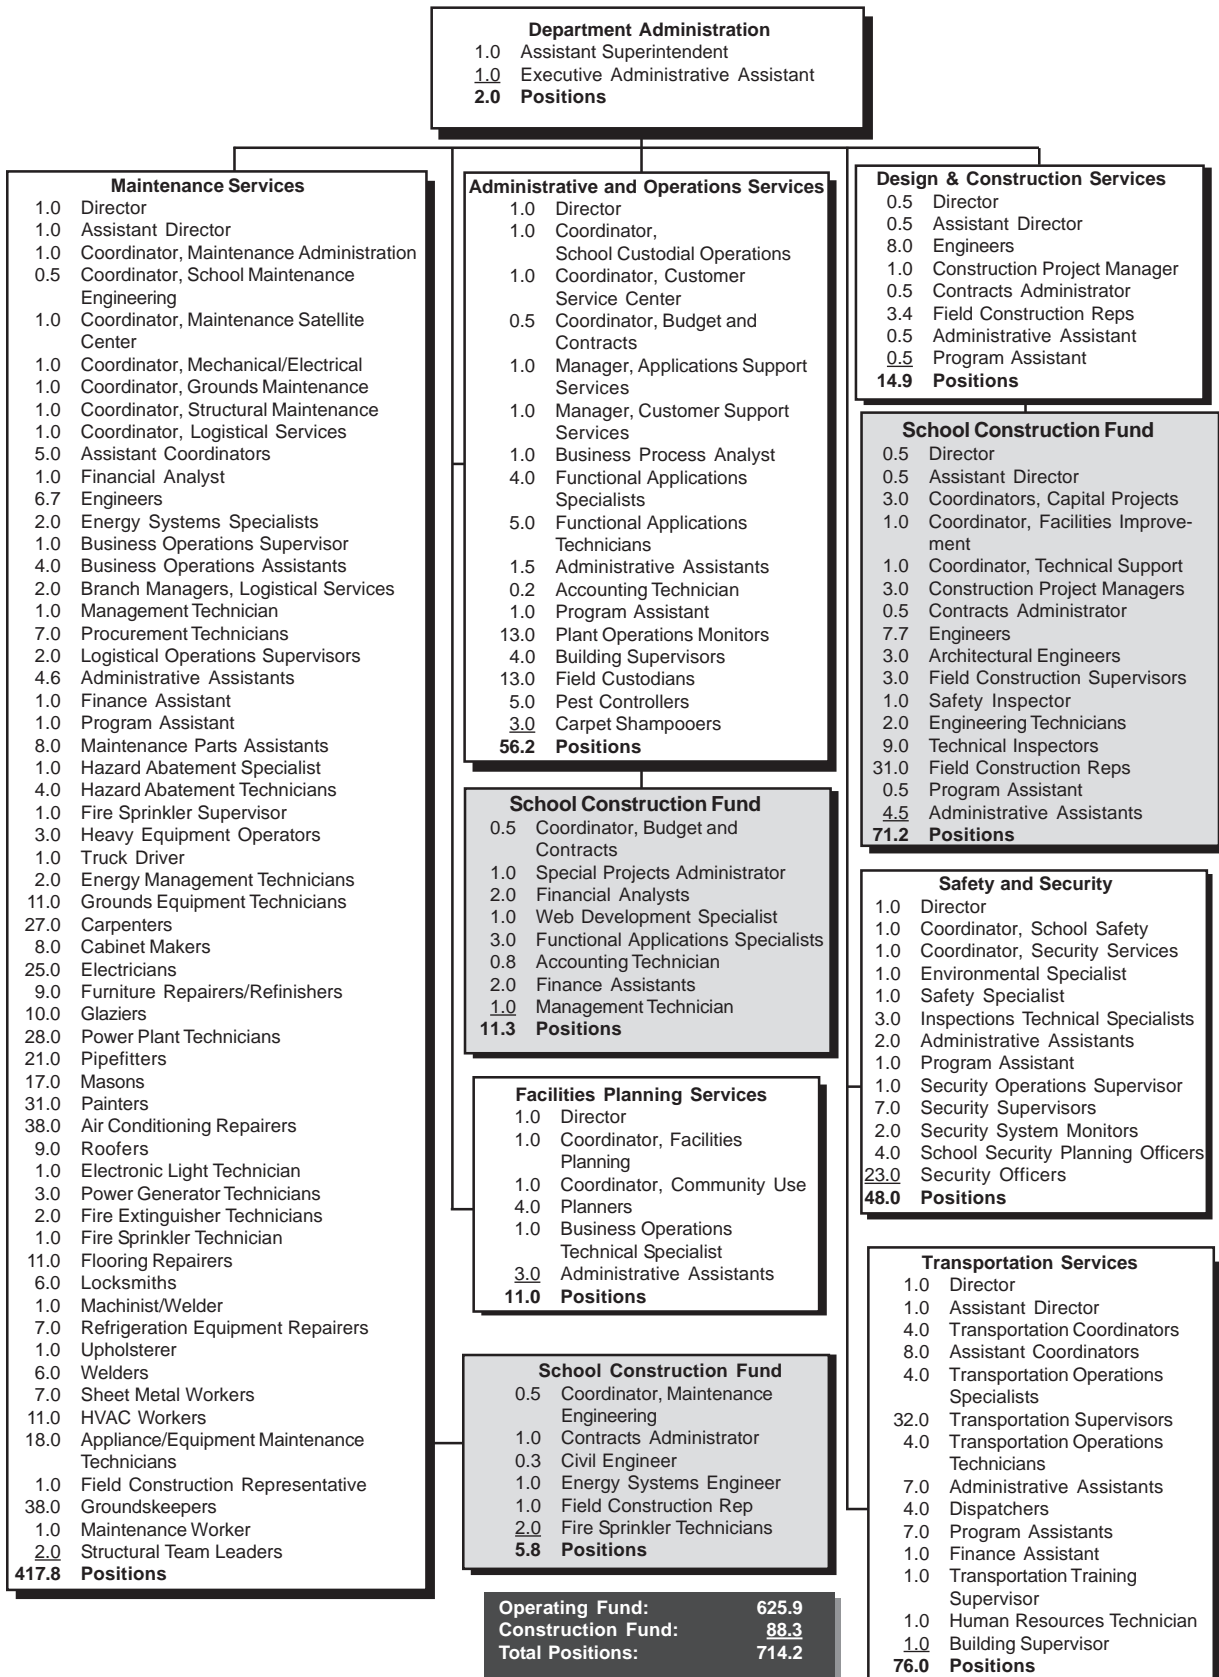 Department Administration
1.0 Assistant Superintendent
1.0 Executive Administrative Assistant
2.0 Positions
Maintenance Services
1.0 Director
1.0 Assistant Director
1.0 Coordinator, Maintenance Administration
0.5 Coordinator, School Maintenance
Engineering
1.0 Coordinator, Maintenance Satellite
Center
1.0 Coordinator, Mechanical/Electrical
1.0 Coordinator, Grounds Maintenance
1.0 Coordinator, Structural Maintenance
1.0 Coordinator, Logistical Services
5.0 Assistant Coordinators
1.0 Financial Analyst
6.7 Engineers
2.0 Energy Systems Specialists
1.0 Business Operations Supervisor
4.0 Business Operations Assistants
2.0 Branch Managers, Logistical Services
1.0 Management Technician
7.0 Procurement Technicians
2.0 Logistical Operations Supervisors
4.6 Administrative Assistants
1.0 Finance Assistant
1.0 Program Assistant
8.0 Maintenance Parts Assistants
1.0 Hazard Abatement Specialist
4.0 Hazard Abatement Technicians
1.0 Fire Sprinkler Supervisor
3.0 Heavy Equipment Operators
1.0 Truck Driver
2.0 Energy Management Technicians
11.0 Grounds Equipment Technicians
27.0 Carpenters
8.0 Cabinet Makers
25.0 Electricians
9.0 Furniture Repairers/Refinishers
10.0 Glaziers
28.0 Power Plant Technicians
21.0 Pipefitters
17.0 Masons
31.0 Painters
38.0 Air Conditioning Repairers
9.0 Roofers
1.0 Electronic Light Technician
3.0 Power Generator Technicians
2.0 Fire Extinguisher Technicians
1.0 Fire Sprinkler Technician
11.0 Flooring Repairers
6.0 Locksmiths
1.0 Machinist/Welder
7.0 Refrigeration Equipment Repairers
1.0 Upholsterer
6.0 Welders
7.0 Sheet Metal Workers
11.0 HVAC Workers
18.0 Appliance/Equipment Maintenance
Technicians
1.0 Field Construction Representative
38.0 Groundskeepers
1.0 Maintenance Worker
2.0 Structural Team Leaders
417.8 Positions
Administrative and Operations Services
1.0 Director
1.0 Coordinator,
School Custodial Operations
1.0 Coordinator, Customer
Service Center
0.5 Coordinator, Budget and
Contracts
1.0 Manager, Applications Support
Services
1.0 Manager, Customer Support
Services
1.0 Business Process Analyst
4.0 Functional Applications
Specialists
5.0 Functional Applications
Technicians
1.5 Administrative Assistants
0.2 Accounting Technician
1.0 Program Assistant
13.0 Plant Operations Monitors
4.0 Building Supervisors
13.0 Field Custodians
5.0 Pest Controllers
3.0 Carpet Shampooers
56.2 Positions
School Construction Fund
0.5 Coordinator, Budget and
Contracts
1.0 Special Projects Administrator
2.0 Financial Analysts
1.0 Web Development Specialist
3.0 Functional Applications Specialists
0.8 Accounting Technician
2.0 Finance Assistants
1.0 Management Technician
11.3 Positions
Facilities Planning Services
1.0 Director
1.0 Coordinator, Facilities
Planning
1.0 Coordinator, Community Use
4.0 Planners
1.0 Business Operations
Technical Specialist
3.0 Administrative Assistants
11.0 Positions
School Construction Fund
0.5 Coordinator, Maintenance
Engineering
1.0 Contracts Administrator
0.3 Civil Engineer
1.0 Energy Systems Engineer
1.0 Field Construction Rep
2.0 Fire Sprinkler Technicians
5.8 Positions
Operating Fund: 625.9
Construction Fund: 88.3
Total Positions: 714.2
Design & Construction Services
0.5 Director
0.5 Assistant Director
8.0 Engineers
1.0 Construction Project Manager
0.5 Contracts Administrator
3.4 Field Construction Reps
0.5 Administrative Assistant
0.5 Program Assistant
14.9 Positions
School Construction Fund
0.5 Director
0.5 Assistant Director
3.0 Coordinators, Capital Projects
1.0 Coordinator, Facilities Improve-
ment
1.0 Coordinator, Technical Support
3.0 Construction Project Managers
0.5 Contracts Administrator
7.7 Engineers
3.0 Architectural Engineers
3.0 Field Construction Supervisors
1.0 Safety Inspector
2.0 Engineering Technicians
9.0 Technical Inspectors
31.0 Field Construction Reps
0.5 Program Assistant
4.5 Administrative Assistants
71.2 Positions
Safety and Security
1.0 Director
1.0 Coordinator, School Safety
1.0 Coordinator, Security Services
1.0 Environmental Specialist
1.0 Safety Specialist
3.0 Inspections Technical Specialists
2.0 Administrative Assistants
1.0 Program Assistant
1.0 Security Operations Supervisor
7.0 Security Supervisors
2.0 Security System Monitors
4.0 School Security Planning Officers
23.0 Security Officers
48.0 Positions
Transportation Services
1.0 Director
1.0 Assistant Director
4.0 Transportation Coordinators
8.0 Assistant Coordinators
4.0 Transportation Operations
Specialists
32.0 Transportation Supervisors
4.0 Transportation Operations
Technicians
7.0 Administrative Assistants
4.0 Dispatchers
7.0 Program Assistants
1.0 Finance Assistant
1.0 Transportation Training
Supervisor
1.0 Human Resources Technician
1.0 Building Supervisor
76.0 Positions